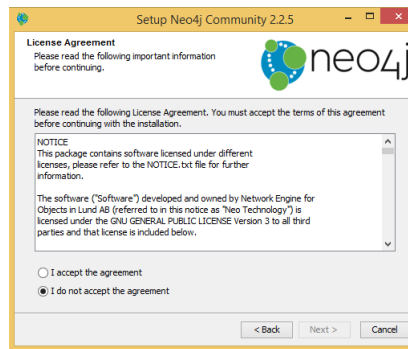 Setup Neo4j Community 2.2.5
License Agreement
Please read the following important information
before continuing.
neo4j
Please read the following License Agreement. You must accept the terms of this agreement
before continuing with the installation.
NOTICE
This package contains software licensed under different
licenses, please refer to the NOTICE.txt file for further
information.
The software ("Software") developed and owned by Network Engine for
Objects in Lund AB (referred to in this notice as "Neo Technology") is
licensed under the GNU GENERAL PUBLIC LICENSE Version 3 to all third
parties and that license is included below.
I accept the agreement
I do not accept the agreement
< Back Next > Cancel